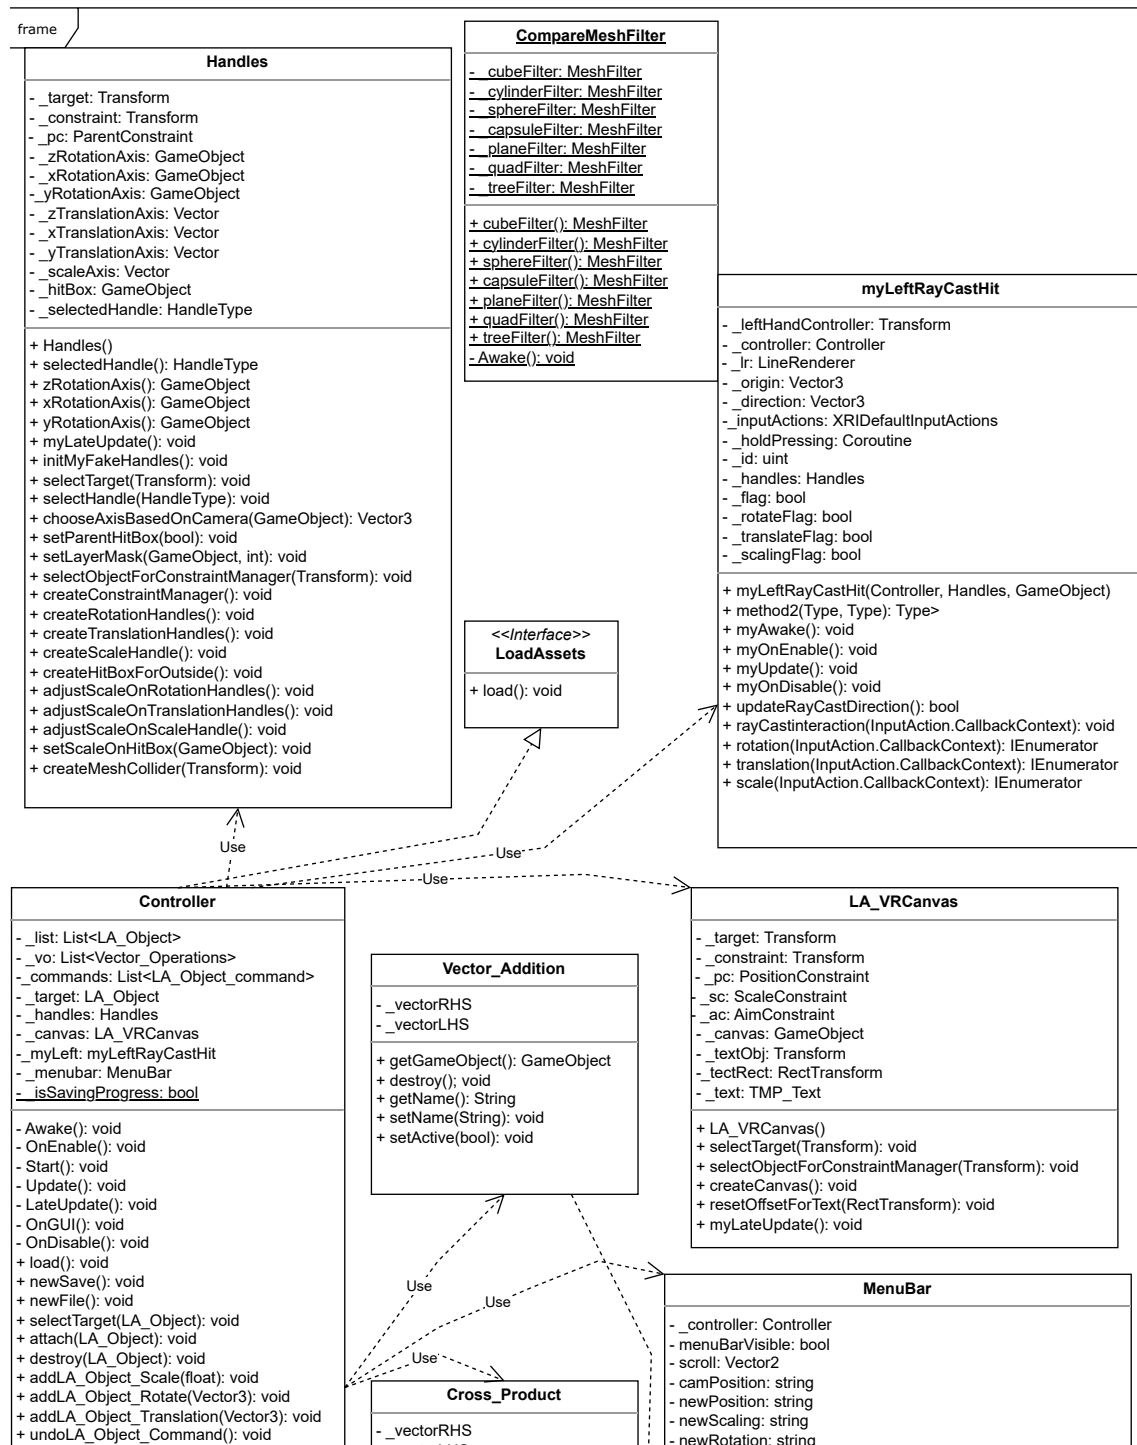 frame
Handles
- _target: Transform
- _constraint: Transform
- _pc: ParentConstraint
- _zRotationAxis: GameObject
- _xRotationAxis: GameObject
-_yRotationAxis: GameObject
- _zTranslationAxis: Vector
- _xTranslationAxis: Vector
- _yTranslationAxis: Vector
- _scaleAxis: Vector
- _hitBox: GameObject
- _selectedHandle: HandleType
+ Handles()
+ selectedHandle(): HandleType
+ zRotationAxis(): GameObject
+ xRotationAxis(): GameObject
+ yRotationAxis(): GameObject
+ myLateUpdate(): void
+ initMyFakeHandles(): void
+ selectTarget(Transform): void
+ selectHandle(HandleType): void
+ chooseAxisBasedOnCamera(GameObject): Vector3
+ setParentHitBox(bool): void
+ setLayerMask(GameObject, int): void
+ selectObjectForConstraintManager(Transform): void
+ createConstraintManager(): void
+ createRotationHandles(): void
+ createTranslationHandles(): void
+ createScaleHandle(): void
+ createHitBoxForOutside(): void
+ adjustScaleOnRotationHandles(): void
+ adjustScaleOnTranslationHandles(): void
+ adjustScaleOnScaleHandle(): void
+ setScaleOnHitBox(GameObject): void
+ createMeshCollider(Transform): void
CompareMeshFilter
- _cubeFilter: MeshFilter
- _cylinderFilter: MeshFilter
- _sphereFilter: MeshFilter
- _capsuleFilter: MeshFilter
- _planeFilter: MeshFilter
- _quadFilter: MeshFilter
- _treeFilter: MeshFilter
+ cubeFilter(): MeshFilter
+ cylinderFilter(): MeshFilter
+ sphereFilter(): MeshFilter
+ capsuleFilter(): MeshFilter
+ planeFilter(): MeshFilter
+ quadFilter(): MeshFilter
+ treeFilter(): MeshFilter
- Awake(): void
myLeftRayCastHit
- _leftHandController: Transform
- _controller: Controller
- _lr: LineRenderer
- _origin: Vector3
- _direction: Vector3
-_inputActions: XRIDefaultInputActions
- _holdPressing: Coroutine
- _id: uint
- _handles: Handles
- _flag: bool
- _rotateFlag: bool
- _translateFlag: bool
- _scalingFlag: bool
+ myLeftRayCastHit(Controller, Handles, GameObject)
+ method2(Type, Type): Type>
+ myAwake(): void
+ myOnEnable(): void
+ myUpdate(): void
+ myOnDisable(): void
+ updateRayCastDirection(): bool
+ rayCastinteraction(InputAction.CallbackContext): void
+ rotation(InputAction.CallbackContext): IEnumerator
+ translation(InputAction.CallbackContext): IEnumerator
+ scale(InputAction.CallbackContext): IEnumerator
<<Interface>>
LoadAssets
+ load(): void
Use
Use
Use
Controller
- _list: List<LA_Object>
- _vo: List<Vector_Operations>
-_commands: List<LA_Object_command>
- _target: LA_Object
- _handles: Handles
- _canvas: LA_VRCanvas
-_myLeft: myLeftRayCastHit
- _menubar: MenuBar
- _isSavingProgress: bool
- Awake(): void
- OnEnable(): void
- Start(): void
- Update(): void
- LateUpdate(): void
- OnGUI(): void
- OnDisable(): void
+ load(): void
+ newSave(): void
+ newFile(): void
+ selectTarget(LA_Object): void
+ attach(LA_Object): void
+ destroy(LA_Object): void
+ addLA_Object_Scale(float): void
+ addLA_Object_Rotate(Vector3): void
+ addLA_Object_Translation(Vector3): void
+ undoLA_Object_Command(): void
Vector_Addition
- _vectorRHS
- _vectorLHS
+ getGameObject(): GameObject
+ destroy(); void
+ getName(): String
+ setName(String): void
+ setActive(bool): void
LA_VRCanvas
- _target: Transform
- _constraint: Transform
- _pc: PositionConstraint
- _sc: ScaleConstraint
- _ac: AimConstraint
- _canvas: GameObject
- _textObj: Transform
-_tectRect: RectTransform
- _text: TMP_Text
+ LA_VRCanvas()
+ selectTarget(Transform): void
+ selectObjectForConstraintManager(Transform): void
+ createCanvas(): void
+ resetOffsetForText(RectTransform): void
+ myLateUpdate(): void
Use
Use
Use
MenuBar
- _controller: Controller
- menuBarVisible: bool
- scroll: Vector2
- camPosition: string
- newPosition: string
- newScaling: string
- newRotation: string
Cross_Product
- _vectorRHS